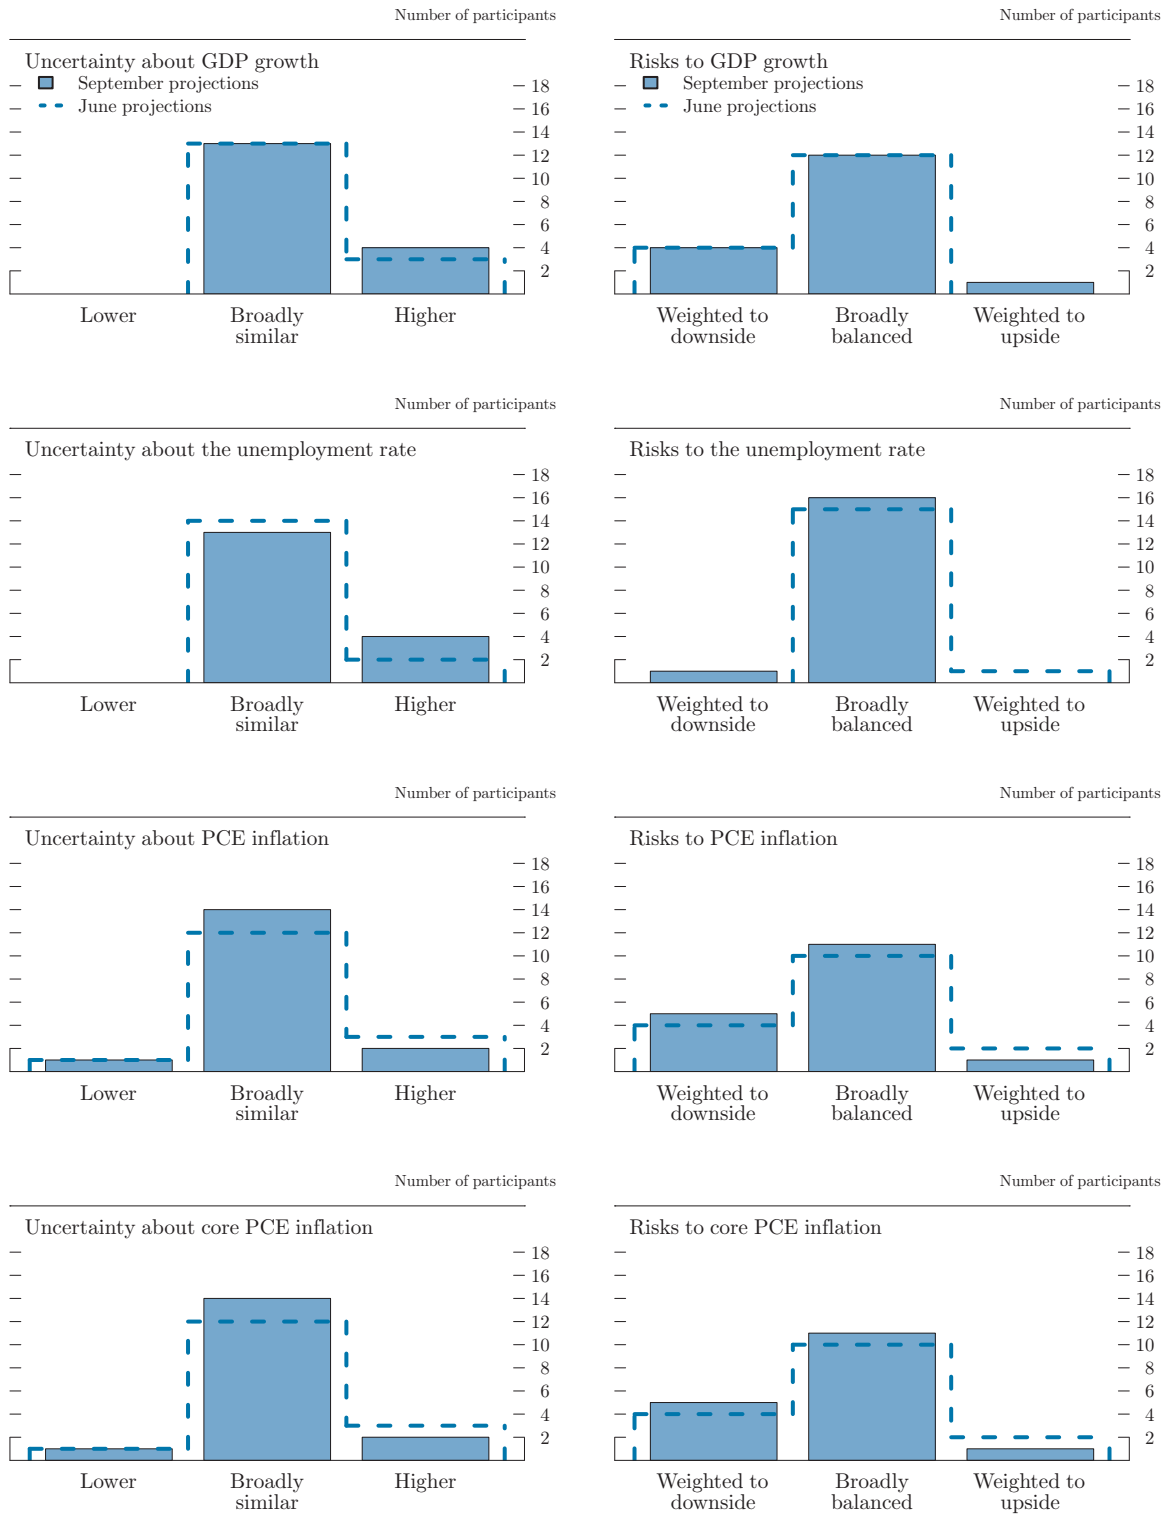 Number of participants
Uncertainty about GDP growth
September projections
June projections
18
16
14
12
10
8
6
4
2
Lower
Broadly
similar
Higher
Number of participants
Risks to GDP growth
September projections
June projections
18
16
14
12
10
8
6
4
2
Weighted to
downside
Broadly
balanced
Weighted to
upside
Number of participants
Uncertainty about the unemployment rate
18
16
14
12
10
8
6
4
2
Lower
Broadly
similar
Higher
Number of participants
Risks to the unemployment rate
18
16
14
12
10
8
6
4
2
Weighted to
downside
Broadly
balanced
Weighted to
upside
Number of participants
Uncertainty about PCE inflation
18
16
14
12
10
8
6
4
2
Lower
Broadly
similar
Higher
Number of participants
Risks to PCE inflation
18
16
14
12
10
8
6
4
2
Weighted to
downside
Broadly
balanced
Weighted to
upside
Number of participants
Uncertainty about core PCE inflation
18
16
14
12
10
8
6
4
2
Lower
Broadly
similar
Higher
Number of participants
Risks to core PCE inflation
18
16
14
12
10
8
6
4
2
Weighted to
downside
Broadly
balanced
Weighted to
upside